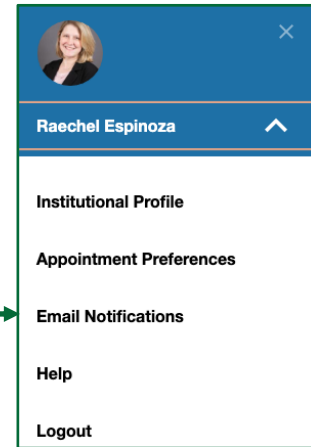 Raechel Espinoza
Institutional Profile
Appointment Preferences
Email Notifications
Help
Logout